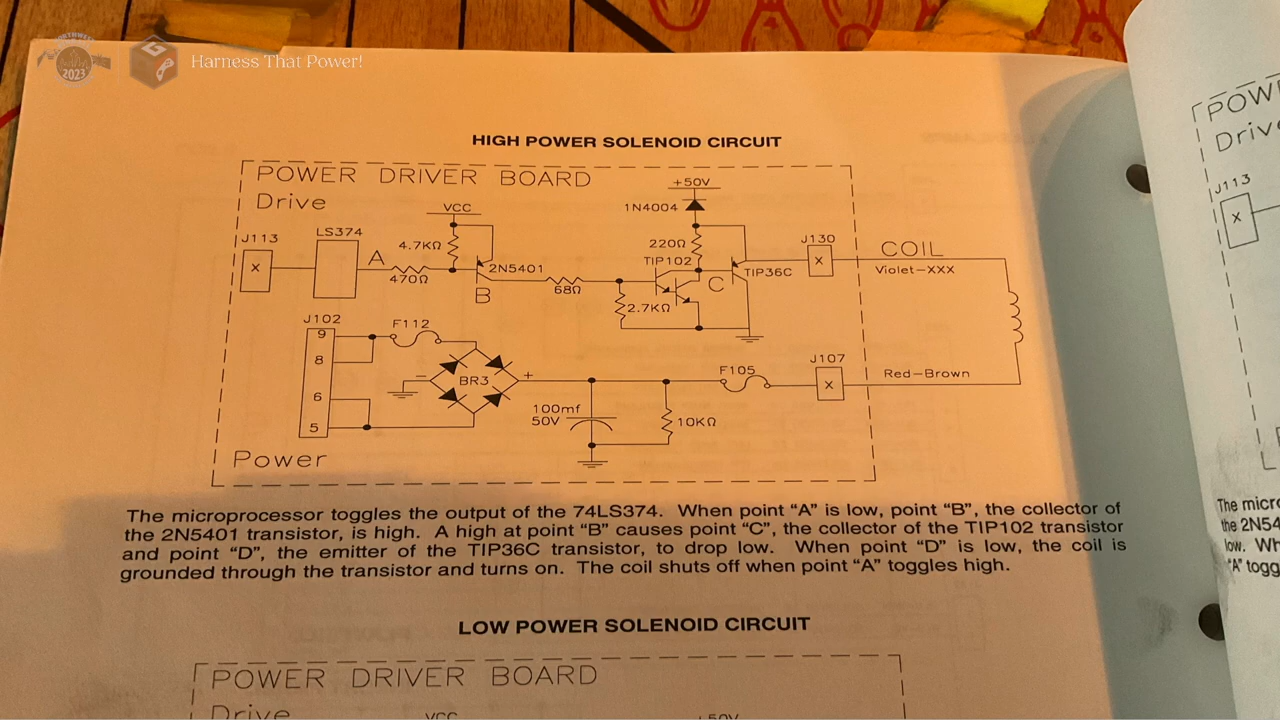 NORTHWEST
2023
Harness That Power!
HIGH POWER SOLENOID CIRCUIT
POWER DRIVER BOARD
Drive
+50V
1N4004
VCC
J113
LS374
A
4.7KΩ
220Ω
J130
COIL
X
470Ω
2N5401
TIP102
X
Violet-XXX
B
68Ω
C
TIP36C
2.7KΩ
J102
9
F112
8
BR3
+
−
F105
J107
Red-Brown
6
X
100mf
50V
10KΩ
5
Power
The microprocessor toggles the output of the 74LS374. When point “A” is low, point “B”, the collector of
the 2N5401 transistor, is high. A high at point “B” causes point “C”, the collector of the TIP102 transistor
and point “D”, the emitter of the TIP36C transistor, to drop low. When point “D” is low, the coil is
grounded through the transistor and turns on. The coil shuts off when point “A” toggles high.
LOW POWER SOLENOID CIRCUIT
POWER DRIVER BOARD
Drive
VCC
+50V
POW
Drive
J113
X
The micro
the 2N54
low. Wh
“A” togg